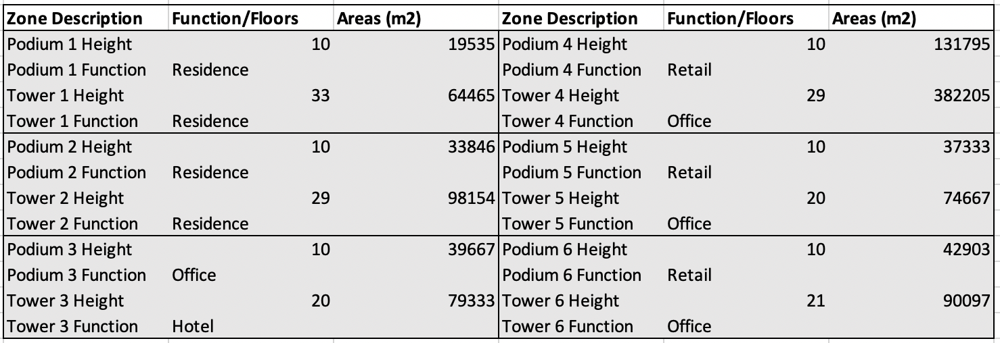 Zone Description Function/Floors Areas (m2) Zone Description Function/Floors Areas (m2)
Podium 1 Height 10 19535 Podium 4 Height 10 131795
Podium 1 Function Residence Podium 4 Function Retail
Tower 1 Height 33 64465 Tower 4 Height 29 382205
Tower 1 Function Residence Tower 4 Function Office
Podium 2 Height 10 33846 Podium 5 Height 10 37333
Podium 2 Function Residence Podium 5 Function Retail
Tower 2 Height 29 98154 Tower 5 Height 20 74667
Tower 2 Function Residence Tower 5 Function Office
Podium 3 Height 10 39667 Podium 6 Height 10 42903
Podium 3 Function Office Podium 6 Function Retail
Tower 3 Height 20 79333 Tower 6 Height 21 90097
Tower 3 Function Hotel Tower 6 Function Office